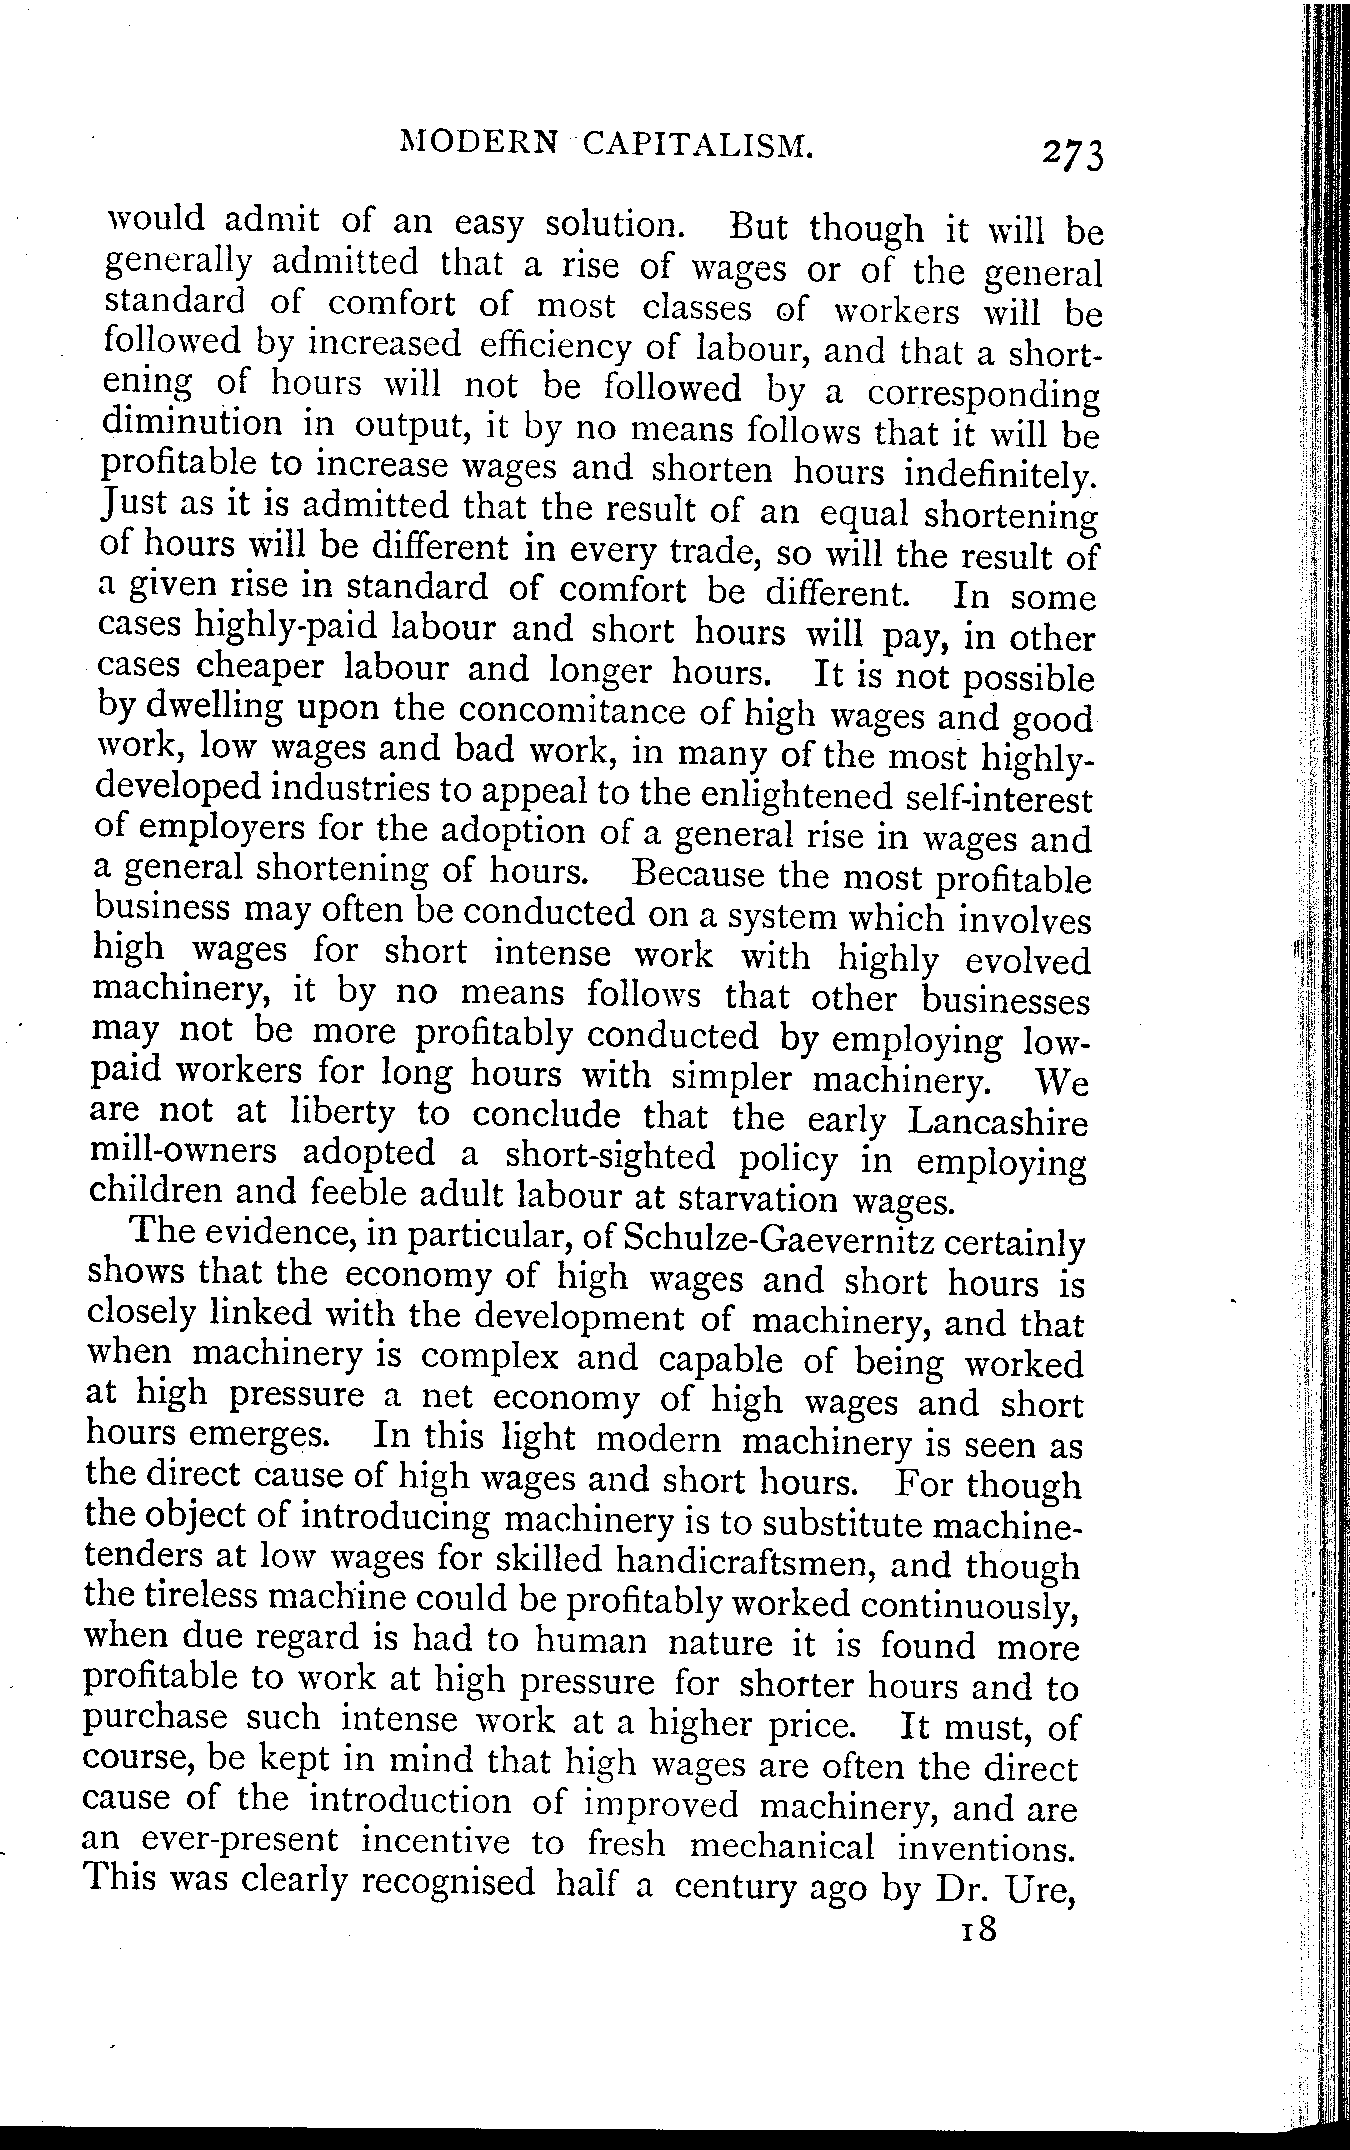 MODERN CAPITALISM. 273
would admit of an easy solution. But though it will be
generally admitted that a rise of wages or of the general
standard of comfort of most classes of workers will be
followed by increased efficiency of labour, and that a short-
ening of hours will not be followed by a corresponding
diminution in output, it by no means follows that it will be
profitable to increase wages and shorten hours indefinitely.
Just as it is admitted that the result of an equal shortening
of hours will be different in every trade, so will the result of
a given rise in standard of comfort be different. In some
cases highly-paid labour and short hours will pay, in other
cases cheaper labour and longer hours. It is not possible
by dwelling upon the concomitance of high wages and good
work, low wages and bad work, in many of the most highly-
developed industries to appeal to the enlightened self-interest
of employers for the adoption of a general rise in wages and
a general shortening of hours. Because the most profitable
business may often be conducted on a system which involves
high wages for short intense work with highly evolved
machinery, it by no means follows that other businesses
may not be more profitably conducted by employing low-
paid workers for long hours with simpler machinery. We
are not at liberty to conclude that the early Lancashire
mill-owners adopted a short-sighted policy in employing
children and feeble adult labour at starvation wages.
The evidence, in particular, of Schulze-Gaevernitz certainly
shows that the economy of high wages and short hours is
closely linked with the development of machinery, and that
when machinery is complex and capable of being worked
at high pressure a net economy of high wages and short
hours emerges. In this light modern machinery is seen as
the direct cause of high wages and short hours. For though
the object of introducing machinery is to substitute machine-
tenders at low wages for skilled handicraftsmen, and though
the tireless machine could be profitably worked continuously,
when due regard is had to human nature it is found more
profitable to work at high pressure for shorter hours and to
purchase such intense work at a higher price. It must, of
course, be kept in mind that high wages are often the direct
cause of the introduction of improved machinery, and are
an ever-present incentive to fresh mechanical inventions.
This was clearly recognised half a century ago by Dr. Ure,
18